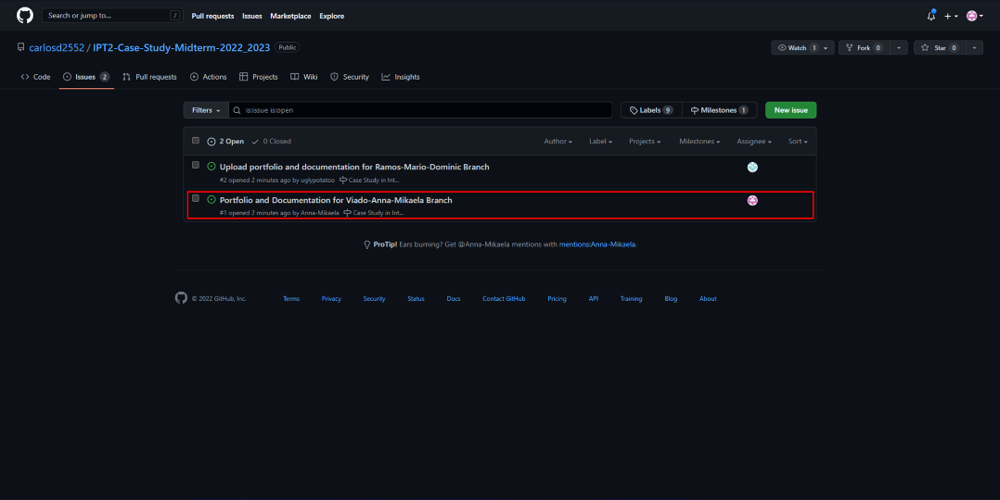 Search or jump to... / Pull requests Issues Marketplace Explore
carlosd2552 / IPT2-Case-Study-Midterm-2022_2023 Public Watch 1 Fork 0 Star 0
Code Issues 2 Pull requests Actions Projects Wiki Security Insights
Filters is:issue is:open Labels 9 Milestones 1 New issue
2 Open 0 Closed Author Label Projects Milestones Assignee Sort
Upload portfolio and documentation for Ramos-Mario-Dominic Branch
#2 opened 2 minutes ago by uglypotatoo Case Study in Int...
Portfolio and Documentation for Viado-Anna-Mikaela Branch
#1 opened 2 minutes ago by Anna-Mikaela Case Study in Int...
ProTip! Ears burning? Get @Anna-Mikaela mentions with mentions:Anna-Mikaela.
© 2022 GitHub, Inc. Terms Privacy Security Status Docs Contact GitHub Pricing API Training Blog About